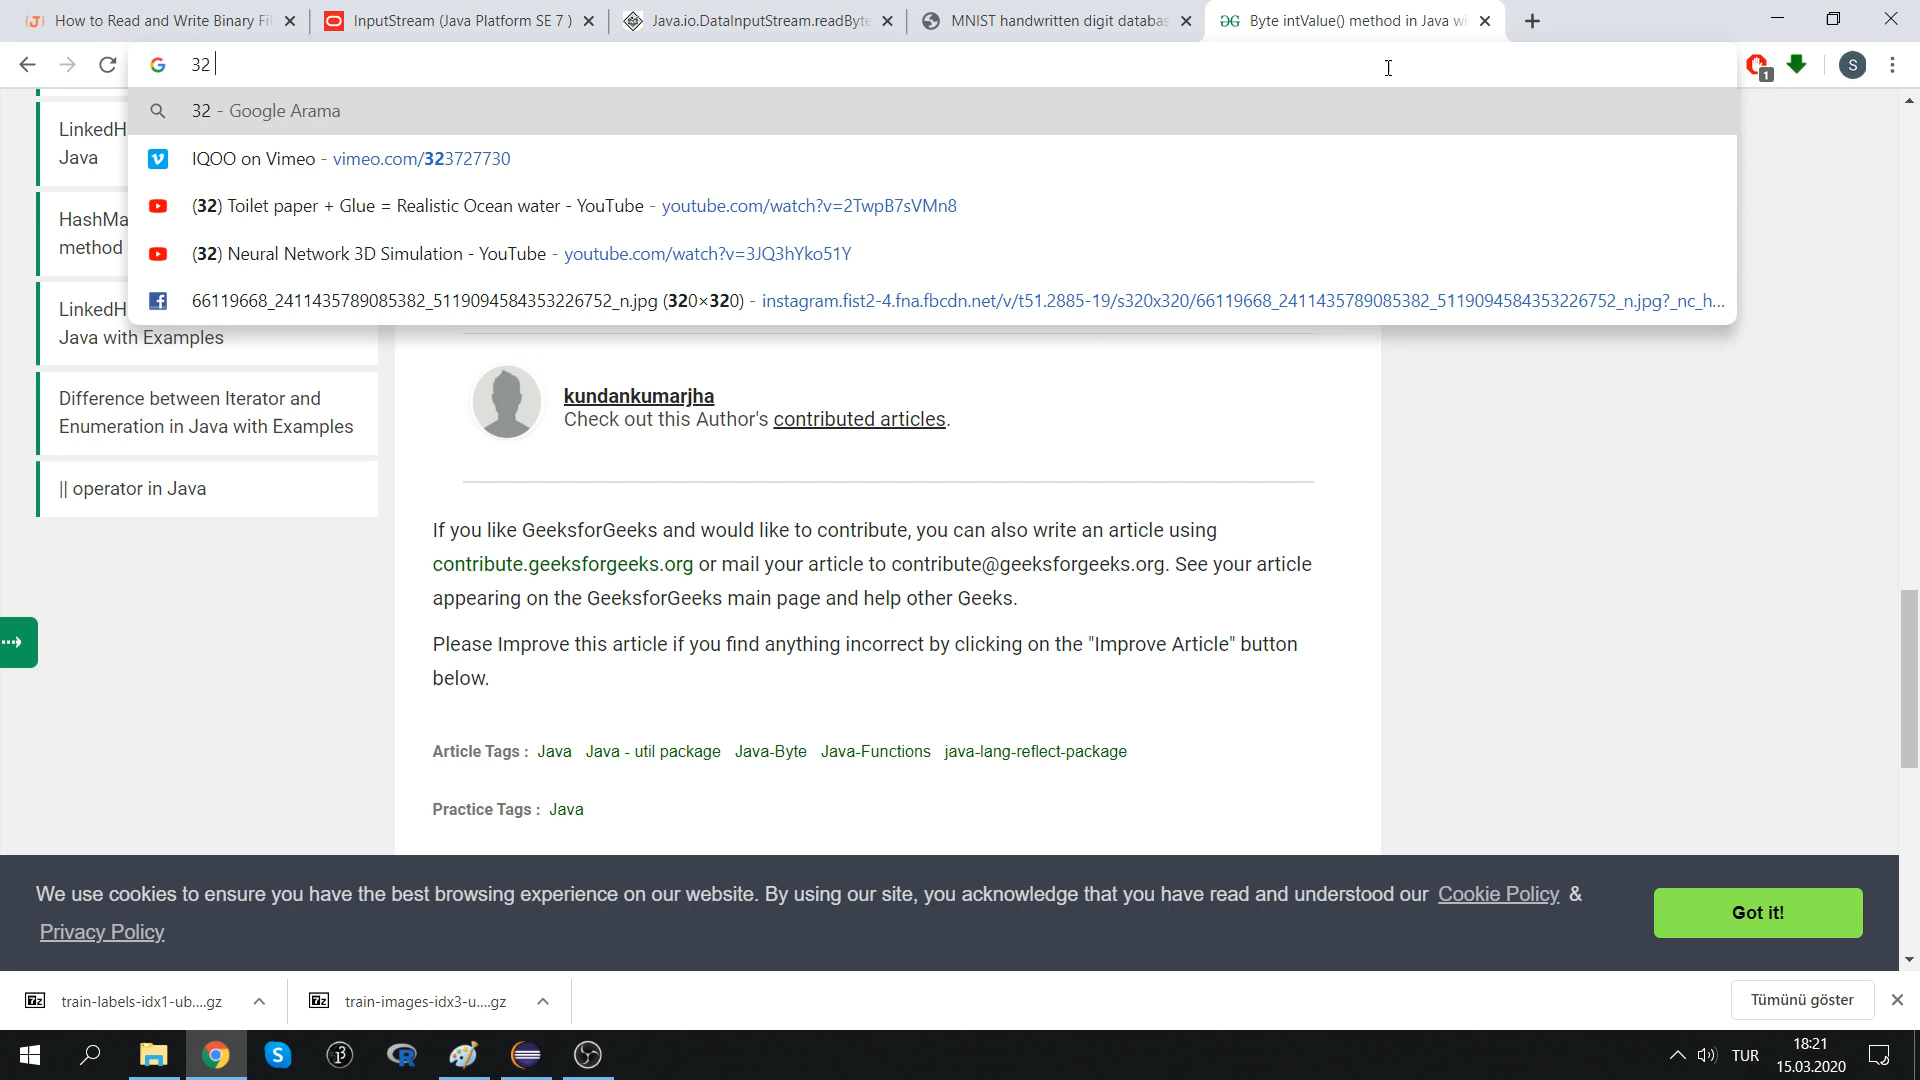 How to Read and Write Binary Fi
InputStream (Java Platform SE 7 )
Java.io.DataInputStream.readByte
MNIST handwritten digit databas
Byte intValue() method in Java wi
32
1
S
32 - Google Arama
IQOO on Vimeo - vimeo.com/323727730
(32) Toilet paper + Glue = Realistic Ocean water - YouTube - youtube.com/watch?v=2TwpB7sVMn8
(32) Neural Network 3D Simulation - YouTube - youtube.com/watch?v=3JQ3hYko51Y
66119668_2411435789085382_5119094584353226752_n.jpg (320×320) - instagram.fist2-4.fna.fbcdn.net/v/t51.2885-19/s320x320/66119668_2411435789085382_5119094584353226752_n.jpg?_nc_h...
LinkedH
Java
HashMa
method
LinkedH
Java with Examples
Difference between Iterator and
Enumeration in Java with Examples
|| operator in Java
kundankumarjha
Check out this Author's contributed articles.
If you like GeeksforGeeks and would like to contribute, you can also write an article using
contribute.geeksforgeeks.org or mail your article to contribute@geeksforgeeks.org. See your article
appearing on the GeeksforGeeks main page and help other Geeks.
Please Improve this article if you find anything incorrect by clicking on the "Improve Article" button
below.
Article Tags : Java Java - util package Java-Byte Java-Functions java-lang-reflect-package
Practice Tags : Java
We use cookies to ensure you have the best browsing experience on our website. By using our site, you acknowledge that you have read and understood our Cookie Policy &
Privacy Policy
Got it!
train-labels-idx1-ub....gz
train-images-idx3-u....gz
Tümünü göster
TUR
18:21
15.03.2020